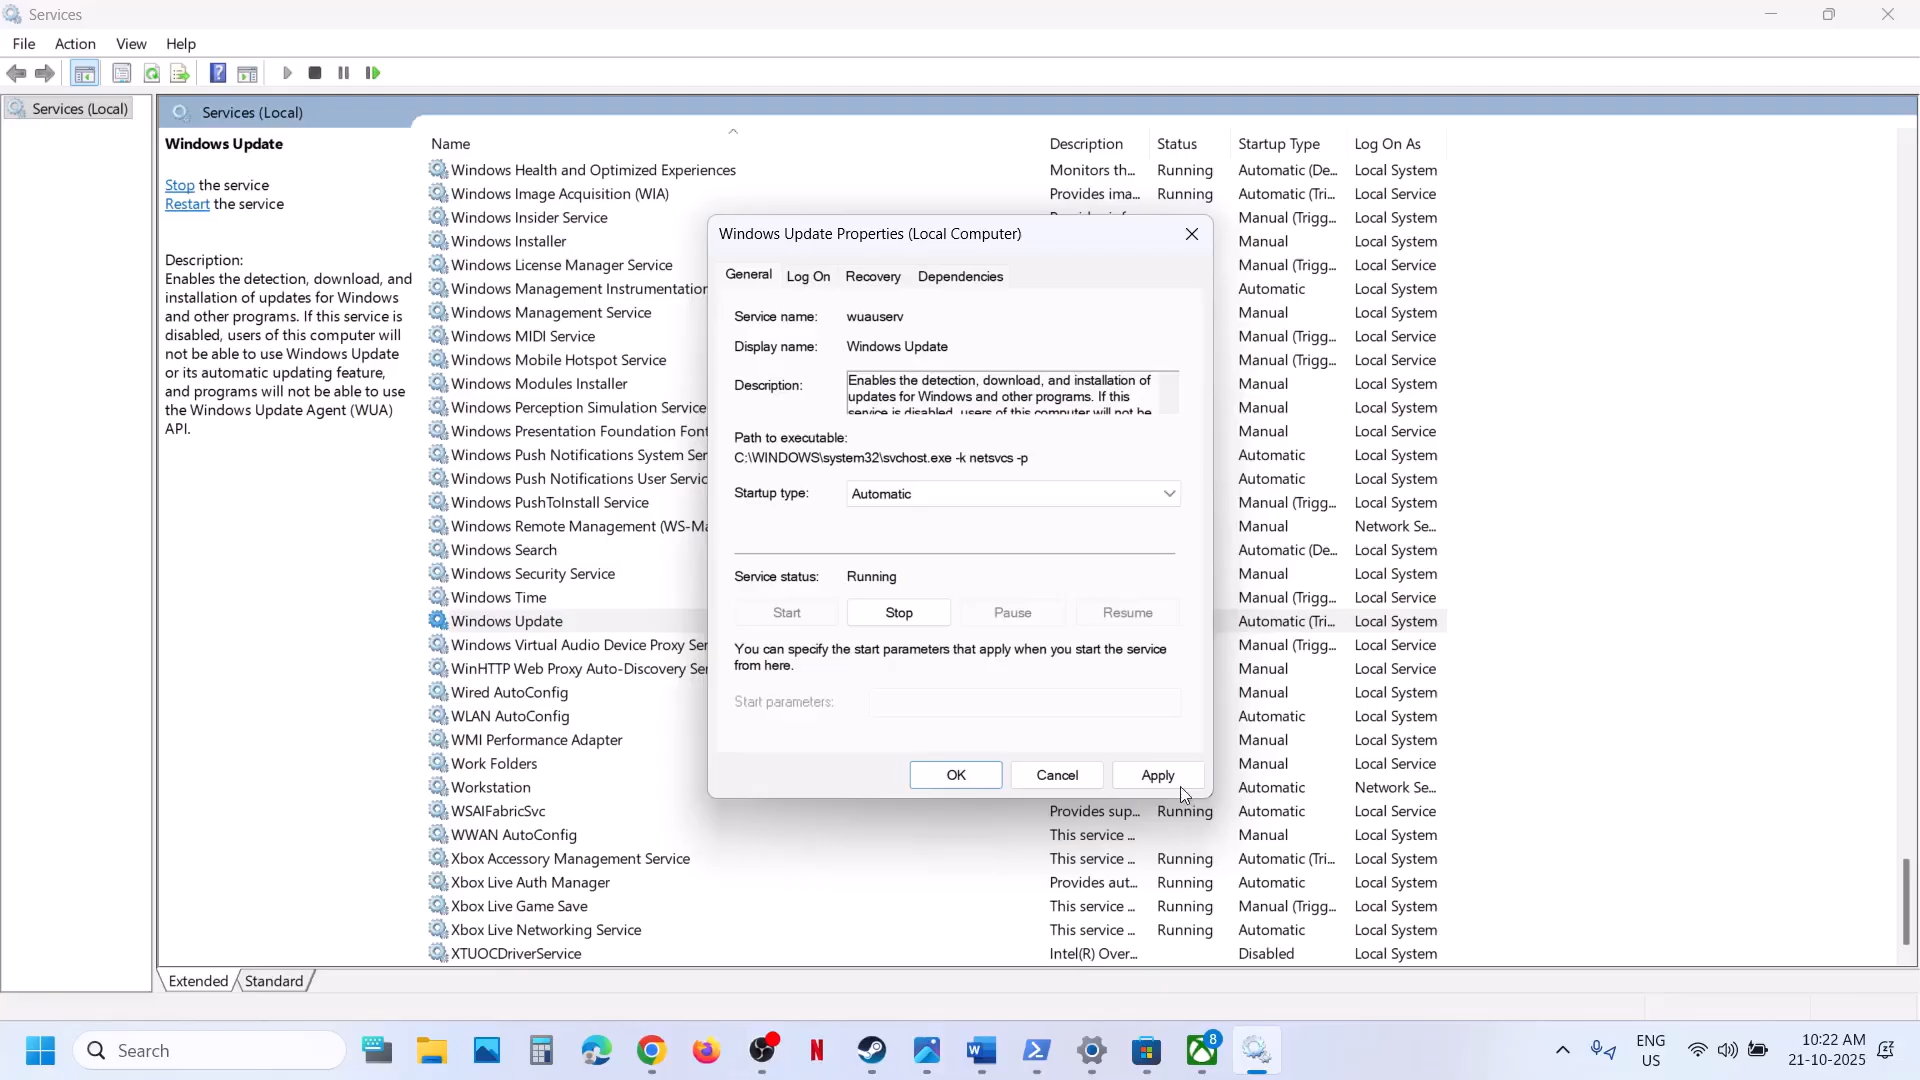 Services
File Action View Help
Services (Local)
Services (Local)
Windows Update
Stop the service
Restart the service
Description:
Enables the detection, download, and
installation of updates for Windows
and other programs. If this service is
disabled, users of this computer will
not be able to use Windows Update
or its automatic updating feature,
and programs will not be able to use
the Windows Update Agent (WUA)
API.
Name Description Status Startup Type Log On As
Windows Health and Optimized Experiences Monitors th... Running Automatic (De... Local System
Windows Image Acquisition (WIA) Provides ima... Running Automatic (Tri... Local Service
Windows Insider Service Manual (Trigg... Local System
Windows Installer Manual Local System
Windows License Manager Service Manual (Trigg... Local Service
Windows Management Instrumentation Automatic Local System
Windows Management Service Manual Local System
Windows MIDI Service Manual (Trigg... Local Service
Windows Mobile Hotspot Service Manual (Trigg... Local Service
Windows Modules Installer Manual Local System
Windows Perception Simulation Service Manual Local System
Windows Presentation Foundation Font Manual Local Service
Windows Push Notifications System Ser Automatic Local System
Windows Push Notifications User Servic Automatic Local System
Windows PushToInstall Service Manual (Trigg... Local System
Windows Remote Management (WS-Ma Manual Network Se...
Windows Search Automatic (De... Local System
Windows Security Service Manual Local System
Windows Time Manual (Trigg... Local Service
Windows Update Automatic (Tri... Local System
Windows Virtual Audio Device Proxy Ser Manual (Trigg... Local Service
WinHTTP Web Proxy Auto-Discovery Ser Manual Local Service
Wired AutoConfig Manual Local System
WLAN AutoConfig Automatic Local System
WMI Performance Adapter Manual Local System
Work Folders Manual Local Service
Workstation Automatic Network Se...
WSAIFabricSvc Provides sup... Running Automatic Local Service
WWAN AutoConfig This service ... Manual Local System
Xbox Accessory Management Service This service ... Running Automatic (Tri... Local System
Xbox Live Auth Manager Provides aut... Running Automatic Local System
Xbox Live Game Save This service ... Running Manual (Trigg... Local System
Xbox Live Networking Service This service ... Running Automatic Local System
XTUOCDriverService Intel(R) Over... Disabled Local System
Windows Update Properties (Local Computer)
General Log On Recovery Dependencies
Service name: wuauserv
Display name: Windows Update
Description: Enables the detection, download, and installation of
updates for Windows and other programs. If this
service is disabled, users of this computer will not be
Path to executable:
C:\WINDOWS\system32\svchost.exe -k netsvcs -p
Startup type: Automatic
Service status: Running
Start Stop Pause Resume
You can specify the start parameters that apply when you start the service
from here.
Start parameters:
OK Cancel Apply
Extended Standard
Search
8
ENG
US
10:22 AM
21-10-2025